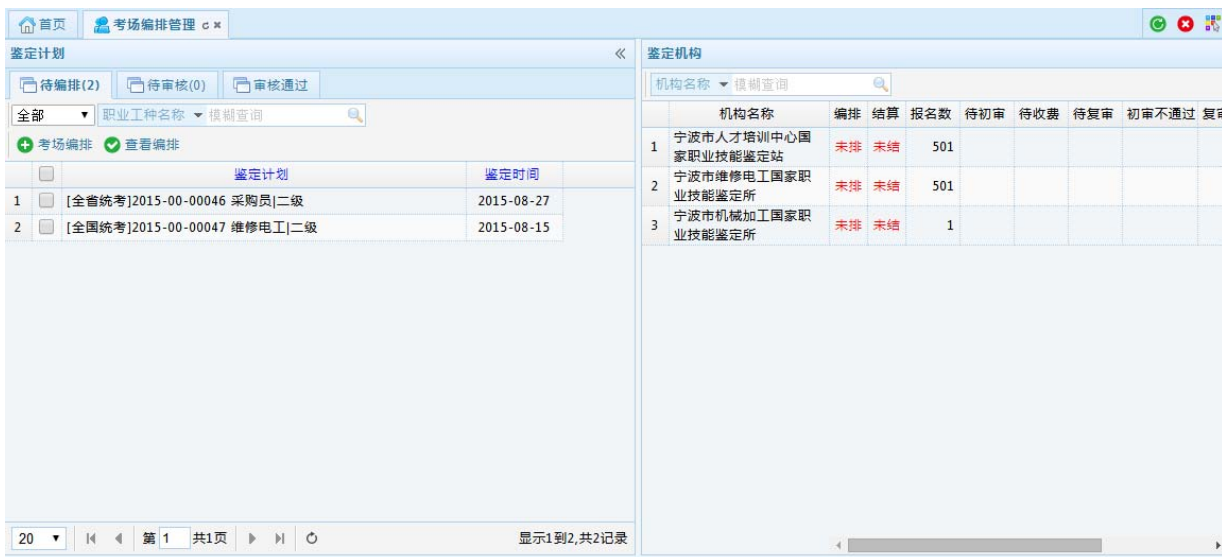 首页
考场编排管理
鉴定计划
待编排(2)
待审核(0)
审核通过
全部
职业工种名称
模糊查询
考场编排
查看编排
鉴定计划
鉴定时间
1
[全省统考]2015-00-00046 采购员|二级
2015-08-27
2
[全国统考]2015-00-00047 维修电工|二级
2015-08-15
20
第 1 共1页
显示1到2,共2记录
鉴定机构
机构名称
模糊查询
机构名称
编排
结算
报名数
待初审
待收费
待复审
初审不通过
1
宁波市人才培训中心国
家职业技能鉴定站
未排
未结
501
2
宁波市维修电工国家职
业技能鉴定所
未排
未结
501
3
宁波市机械加工国家职
业技能鉴定所
未排
未结
1